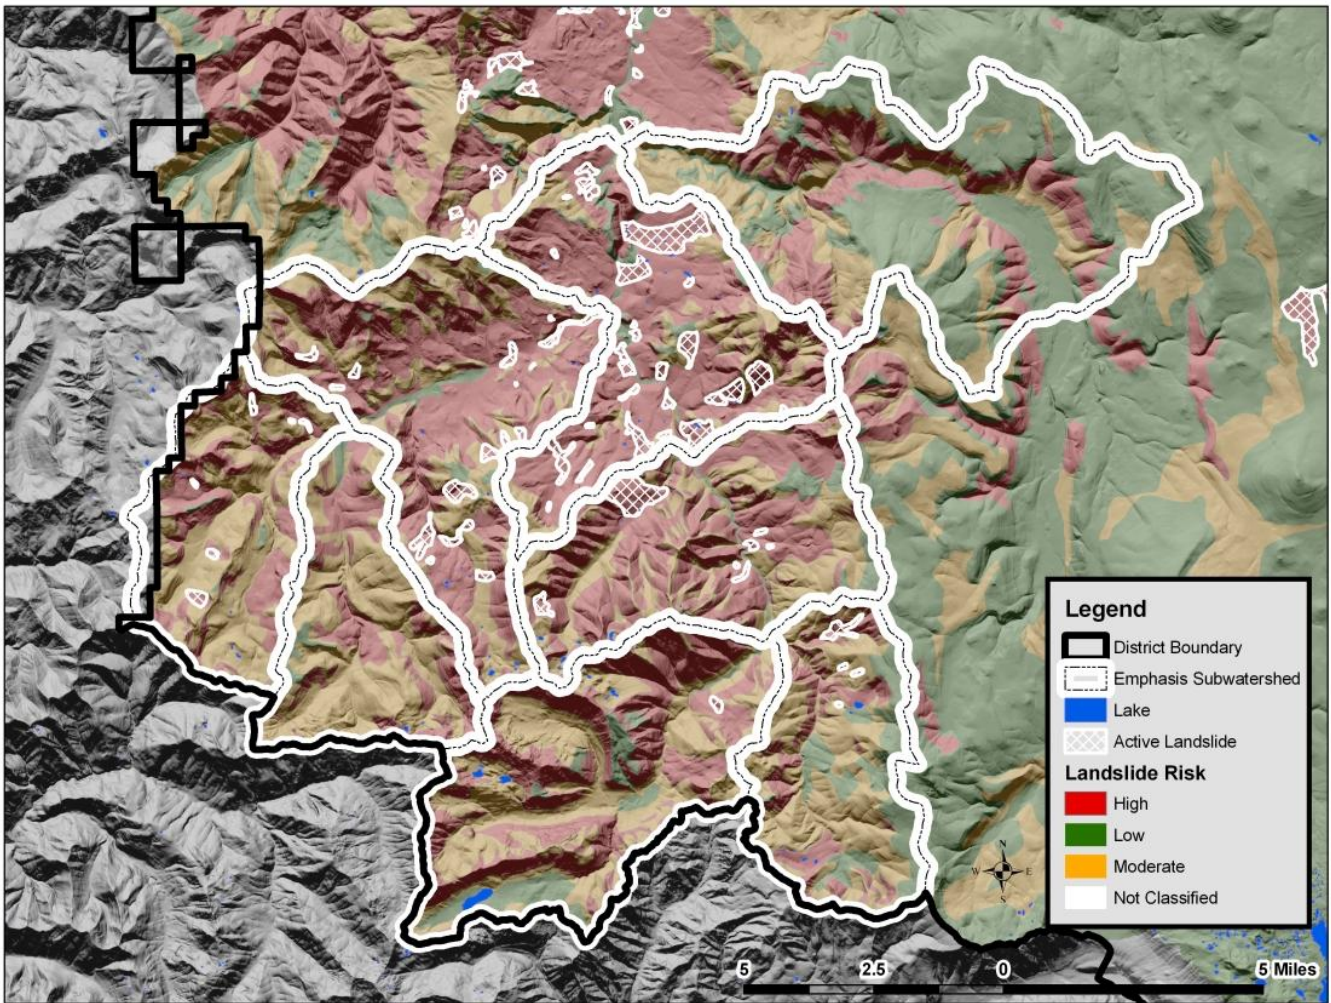 Legend
District Boundary
Emphasis Subwatershed
Lake
Active Landslide
Landslide Risk
High
Low
Moderate
Not Classified
N
W E
S
5 2.5 0 5 Miles